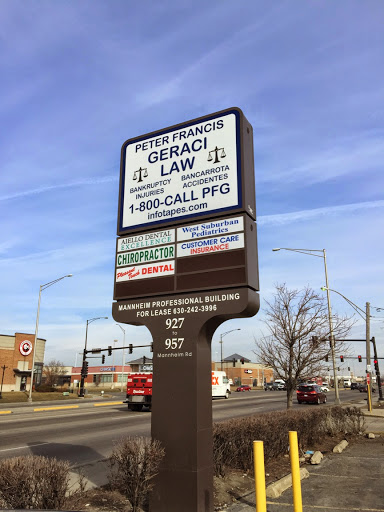 PETER FRANCIS
GERACI
LAW
BANKRUPTCY BANCARROTA
INJURIES ACCIDENTES
1-800-CALL PFG
infotapes.com
AIELLO DENTAL
EXCELLENCE
West Suburban
Pediatrics
CHIROPRACTOR
CUSTOMER CARE
INSURANCE
DENTAL
MANNHEIM PROFESSIONAL BUILDING
FOR LEASE 630-242-3996
927
TO
957
Mannheim Rd